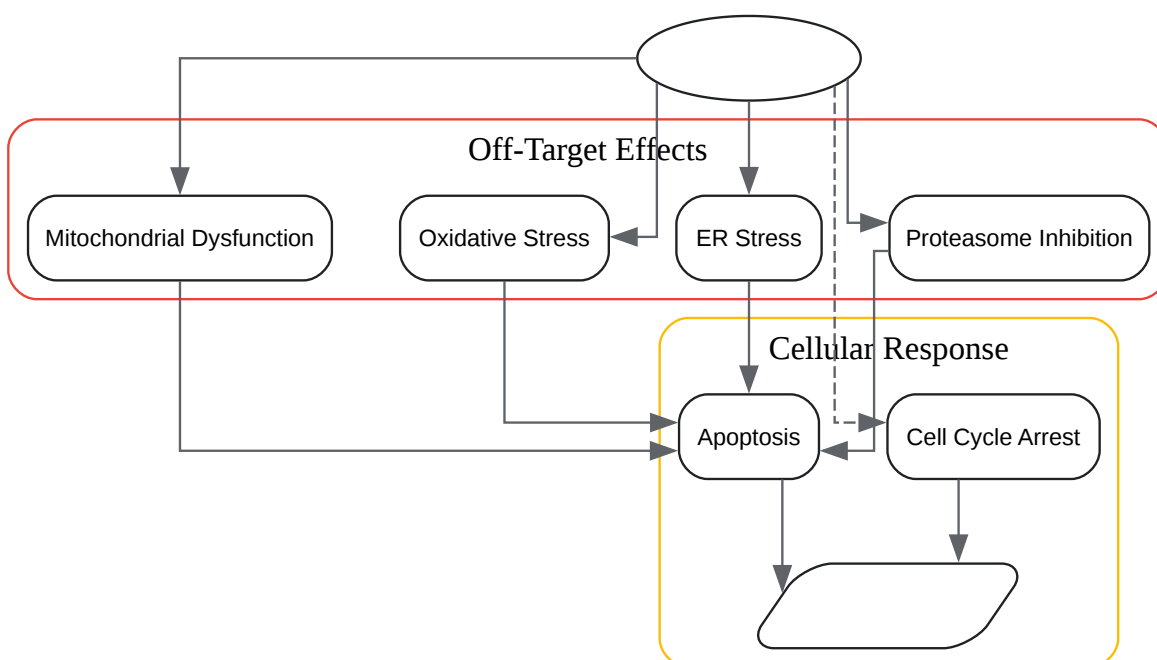 Off-Target Effects
Mitochondrial Dysfunction
Oxidative Stress
ER Stress
Proteasome Inhibition
Cellular Response
Apoptosis
Cell Cycle Arrest